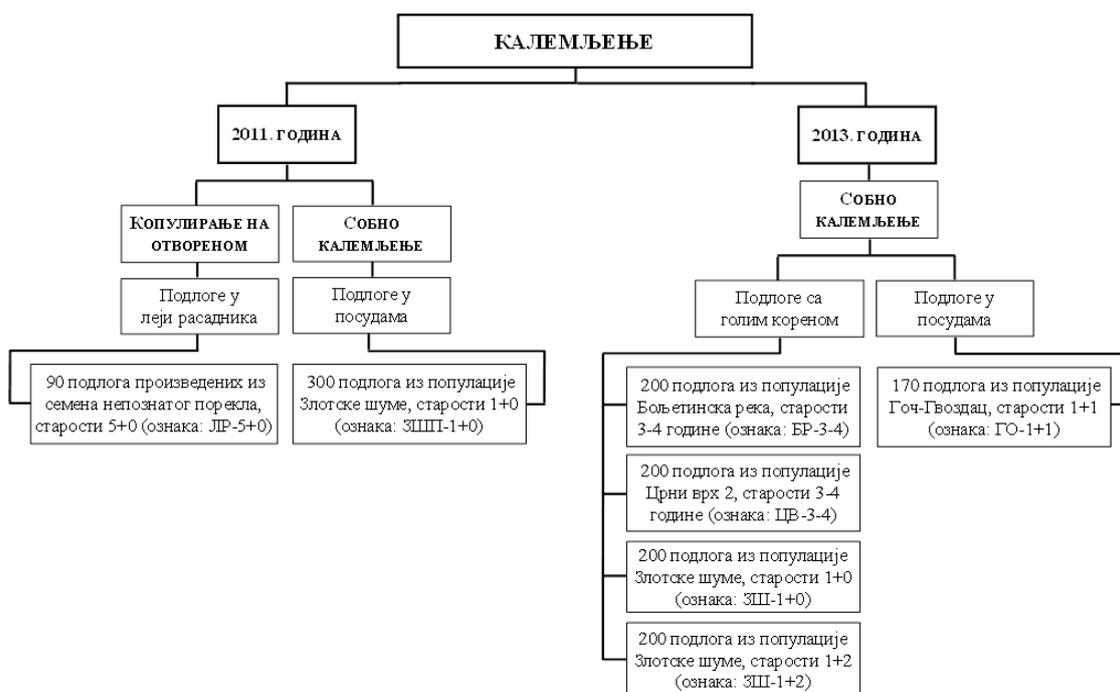 КАЛЕМЉЕЊЕ
2011. ГОДИНА
2013. ГОДИНА
КОПУЛИРАЊЕ НА
ОТВОРЕНОМ
СОБНО
КАЛЕМЉЕЊЕ
СОБНО
КАЛЕМЉЕЊЕ
Подлоге у
леји расадника
Подлоге у
посудама
Подлоге са
голим кореном
Подлоге у
посудама
90 подлога произведених из
семена непознатог порекла,
старости 5+0 (ознака: ЛР-5+0)
300 подлога из популације
Злотске шуме, старости 1+0
(ознака: ЗШП-1+0)
200 подлога из популације
Бољетинска река, старости
3-4 године (ознака: БР-3-4)
170 подлога из популације
Гоч-Гвоздац, старости 1+1
(ознака: ГО-1+1)
200 подлога из популације
Црни врх 2, старости 3-4
године (ознака: ЦВ-3-4)
200 подлога из популације
Злотске шуме, старости 1+0
(ознака: ЗШ-1+0)
200 подлога из популације
Злотске шуме, старости 1+2
(ознака: ЗШ-1+2)